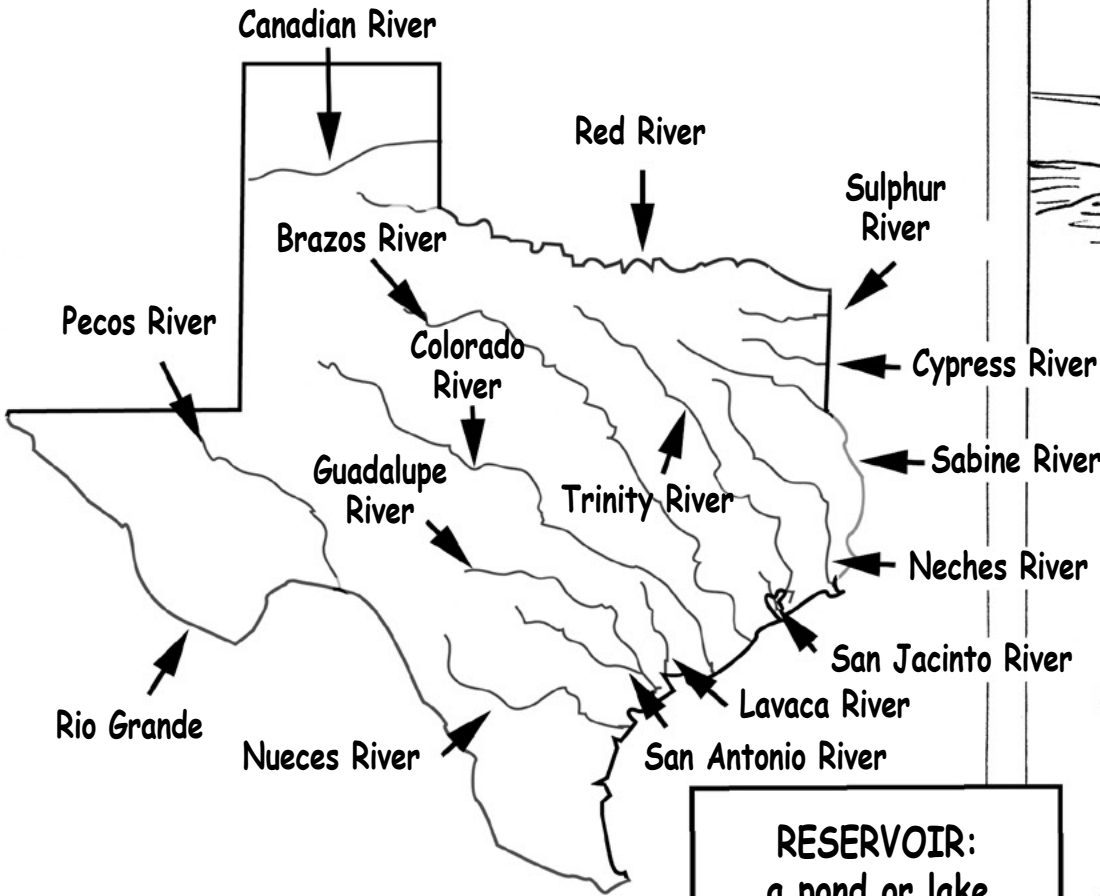 Canadian River
Red River
Sulphur
River
Brazos River
Pecos River
Colorado
River
Cypress River
Guadalupe
River
Trinity River
Sabine River
Neches River
San Jacinto River
Lavaca River
Rio Grande
Nueces River
San Antonio River
RESERVOIR:
a pond or lake